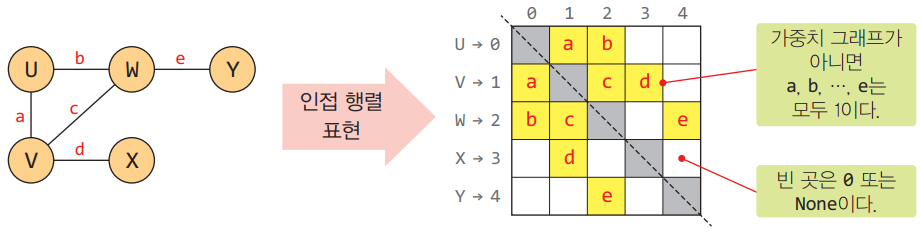 U
b
W
e
Y
a
c
V
d
X
인접 행렬
표현
0 1 2 3 4
U → 0 a b
V → 1 a c d
W → 2 b c e
X → 3 d
Y → 4 e
가중치 그래프가
아니면
a, b, ⋯, e는
모두 1이다.
빈 곳은 0 또는
None이다.